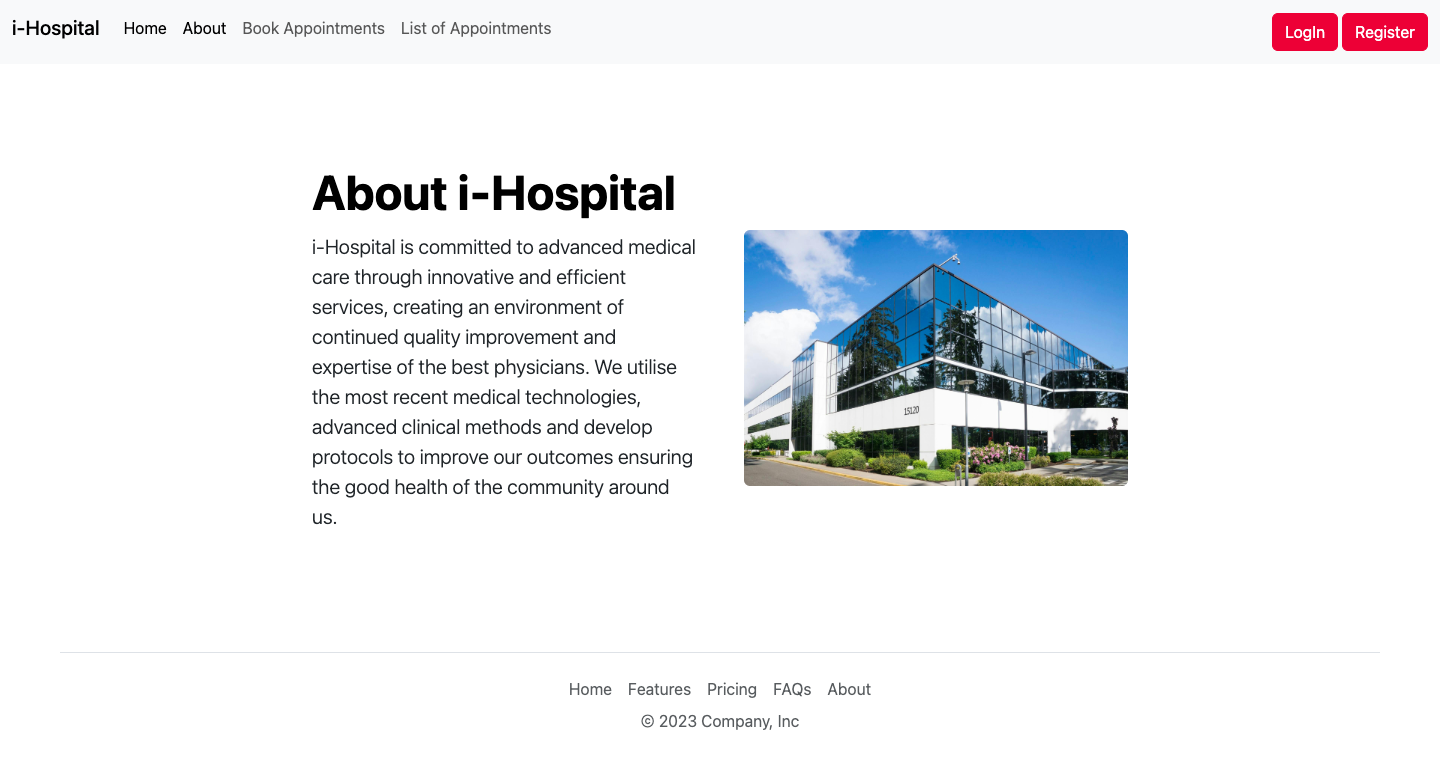 i-Hospital Home About Book Appointments List of Appointments LogIn Register
About i-Hospital
i-Hospital is committed to advanced medical
care through innovative and efficient
services, creating an environment of
continued quality improvement and
expertise of the best physicians. We utilise
the most recent medical technologies,
advanced clinical methods and develop
protocols to improve our outcomes ensuring
the good health of the community around
us.
15120
Home Features Pricing FAQs About
© 2023 Company, Inc